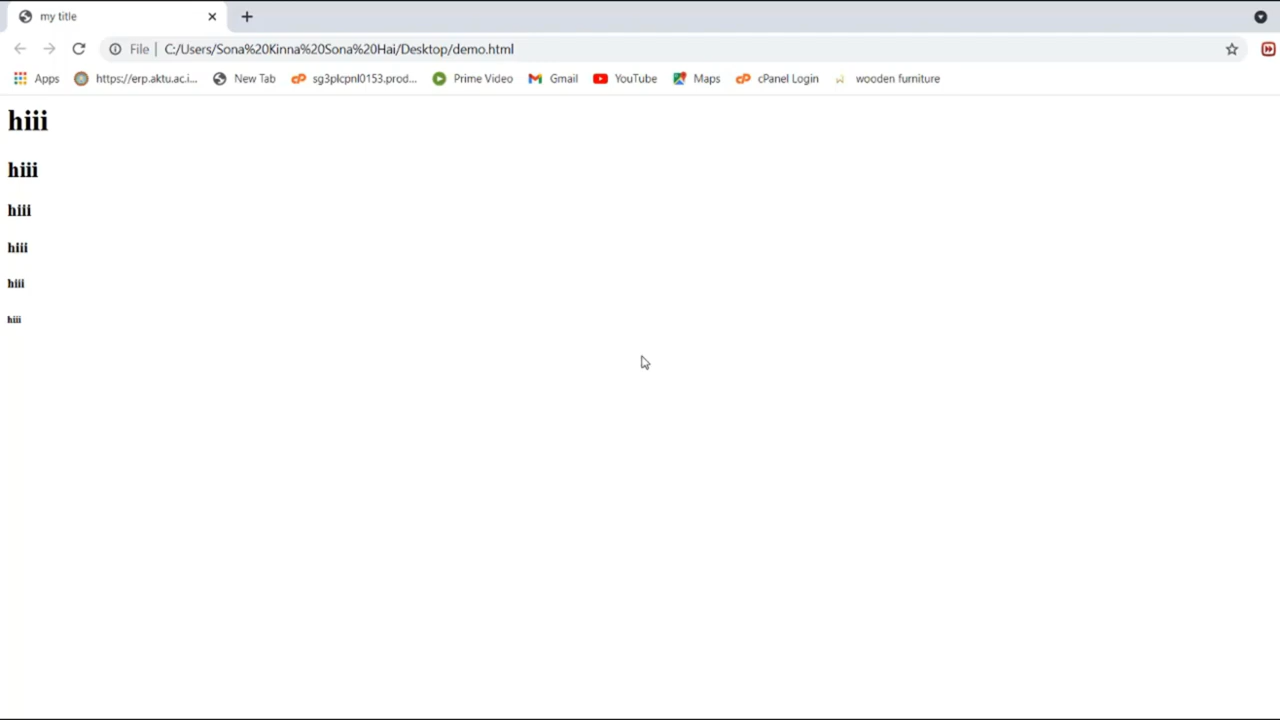 my title
File | C:/Users/Sona%20Kinna%20Sona%20Hai/Desktop/demo.html
Apps https://erp.aktu.ac.i... New Tab sg3plcpnl0153.prod... Prime Video Gmail YouTube Maps cPanel Login wooden furniture
hiii
hiii
hiii
hiii
hiii
hiii